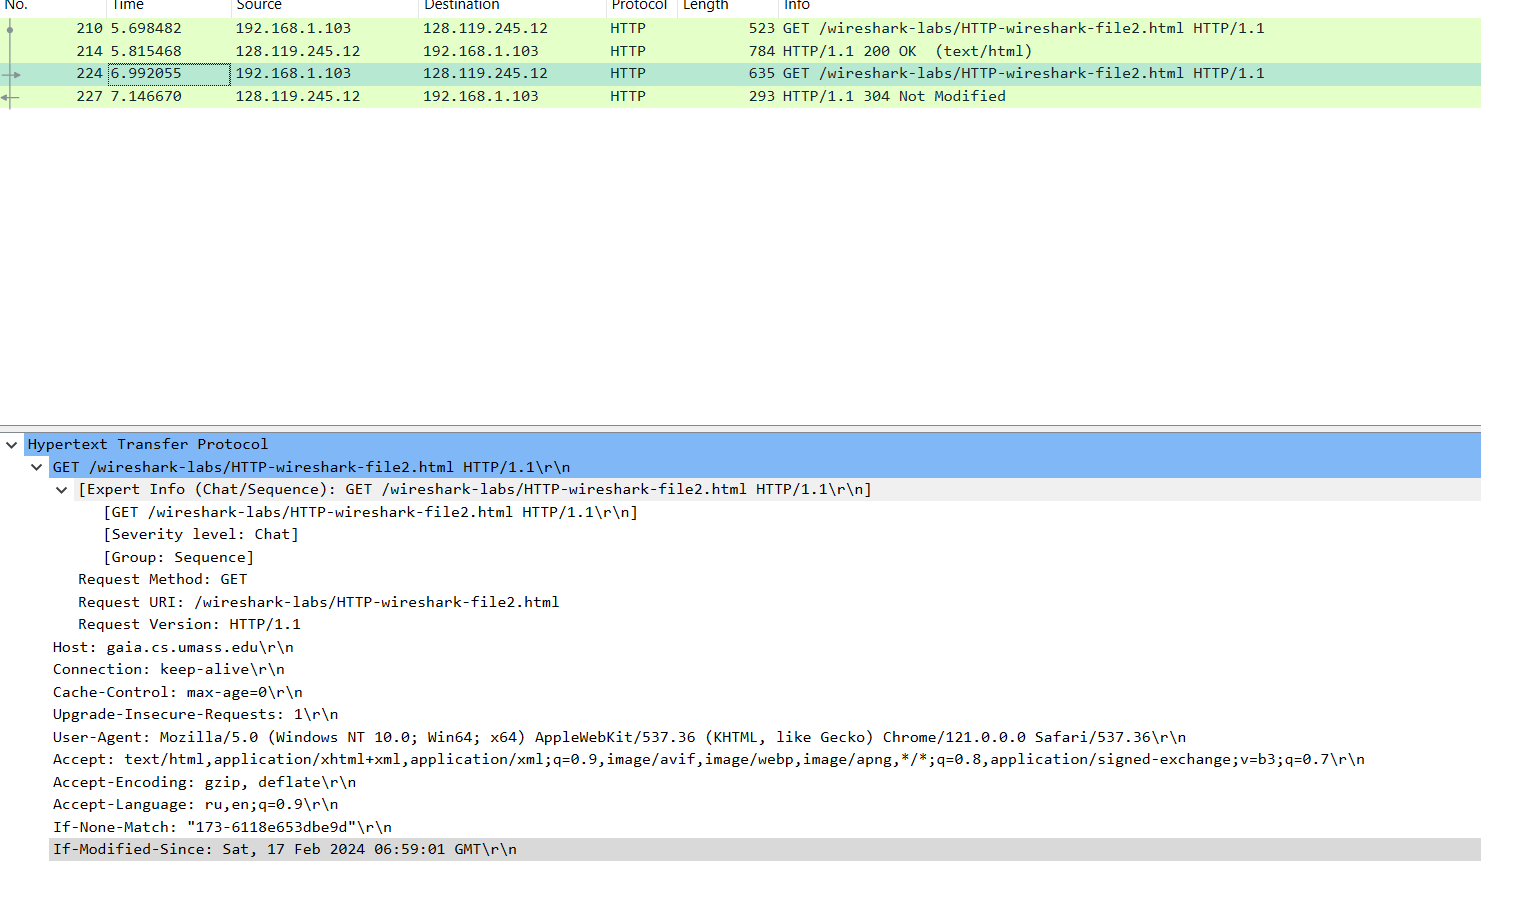 No. Time Source Destination Protocol Length Info
210 5.698482 192.168.1.103 128.119.245.12 HTTP 523 GET /wireshark-labs/HTTP-wireshark-file2.html HTTP/1.1
214 5.815468 128.119.245.12 192.168.1.103 HTTP 784 HTTP/1.1 200 OK  (text/html)
224 6.992055 192.168.1.103 128.119.245.12 HTTP 635 GET /wireshark-labs/HTTP-wireshark-file2.html HTTP/1.1
227 7.146670 128.119.245.12 192.168.1.103 HTTP 293 HTTP/1.1 304 Not Modified
Hypertext Transfer Protocol
GET /wireshark-labs/HTTP-wireshark-file2.html HTTP/1.1\r\n
[Expert Info (Chat/Sequence): GET /wireshark-labs/HTTP-wireshark-file2.html HTTP/1.1\r\n]
[GET /wireshark-labs/HTTP-wireshark-file2.html HTTP/1.1\r\n]
[Severity level: Chat]
[Group: Sequence]
Request Method: GET
Request URI: /wireshark-labs/HTTP-wireshark-file2.html
Request Version: HTTP/1.1
Host: gaia.cs.umass.edu\r\n
Connection: keep-alive\r\n
Cache-Control: max-age=0\r\n
Upgrade-Insecure-Requests: 1\r\n
User-Agent: Mozilla/5.0 (Windows NT 10.0; Win64; x64) AppleWebKit/537.36 (KHTML, like Gecko) Chrome/121.0.0.0 Safari/537.36\r\n
Accept: text/html,application/xhtml+xml,application/xml;q=0.9,image/avif,image/webp,image/apng,*/*;q=0.8,application/signed-exchange;v=b3;q=0.7\r\n
Accept-Encoding: gzip, deflate\r\n
Accept-Language: ru,en;q=0.9\r\n
If-None-Match: "173-6118e653dbe9d"\r\n
If-Modified-Since: Sat, 17 Feb 2024 06:59:01 GMT\r\n